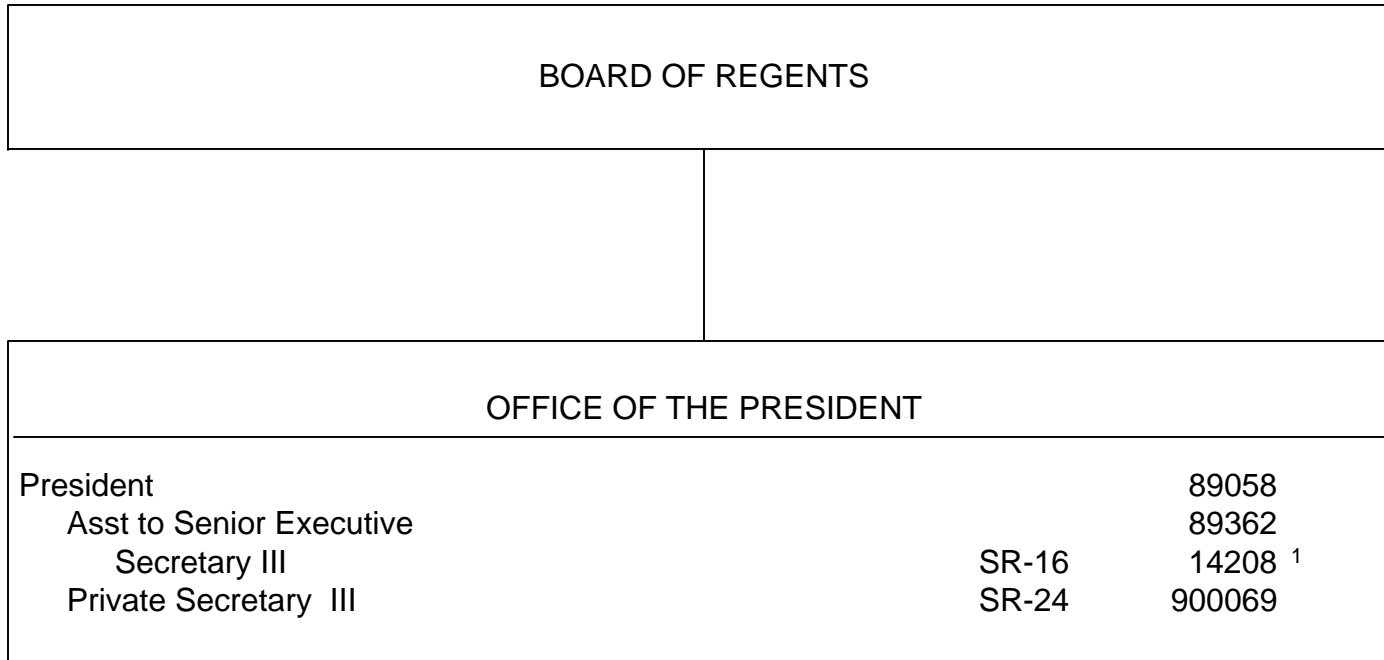 BOARD OF REGENTS
OFFICE OF THE PRESIDENT
President 89058
Asst to Senior Executive 89362
Secretary III SR-16 14208 1
Private Secretary III SR-24 900069